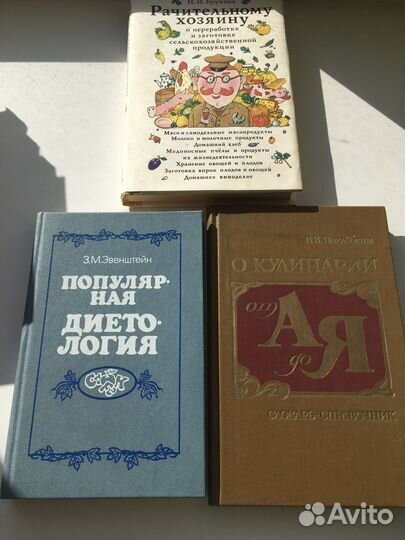 П. И. Бружнев
Рачительному
хозяину
о переработке
и заготовке
сельскохозяйственной
продукции
Мясо и самодельные мясопродукты
Молоко и молочные продукты
Домашний хлеб
Медоносные пчёлы и продукты
их жизнедеятельности
Хранение овощей и плодов
Заготовка впрок плодов и овощей
Домашнее виноделие
З.М.Эвенштейн
ПОПУЛЯР-
НАЯ
ДИЕТО-
ЛОГИЯ
В.В. Похлёбкин
О КУЛИНАРИИ
от
А
до
Я
СЛОВАРЬ-СПРАВОЧНИК
Avito